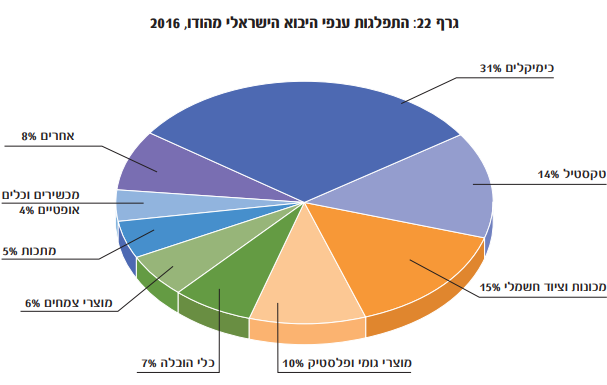 גרף 22: התפלגות ענפי היבוא הישראלי מהודו, 2016
כימיקלים 31%
טקסטיל 14%
מכונות וציוד חשמלי 15%
מוצרי גומי ופלסטיק 10%
כלי הובלה 7%
מוצרי צמחים 6%
מתכות 5%
מכשירים וכלים
אופטיים 4%
אחרים 8%